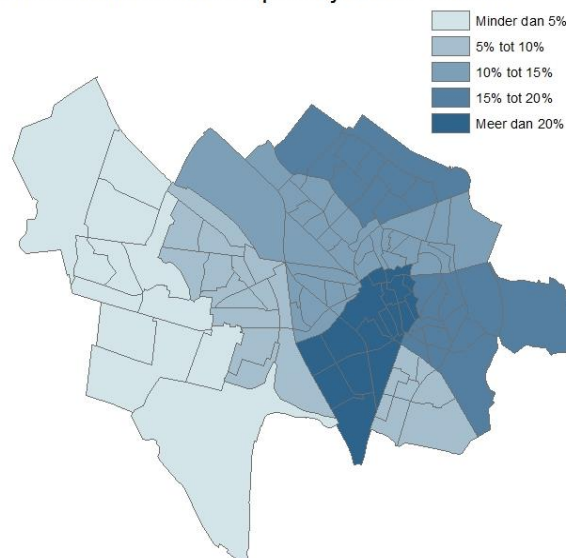 Minder dan 5%
5% tot 10%
10% tot 15%
15% tot 20%
Meer dan 20%